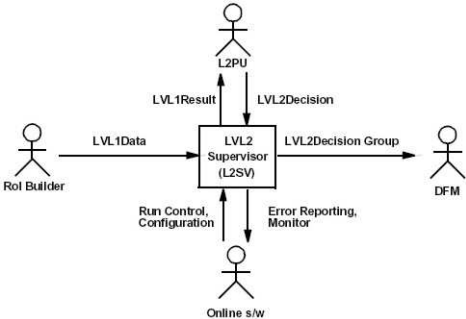 L2PU
LVL1Result
LVL2Decision
LVL1Data
LVL2
Supervisor
(L2SV)
LVL2Decision Group
RoI Builder
DFM
Run Control,
Configuration
Error Reporting,
Monitor
Online s/w